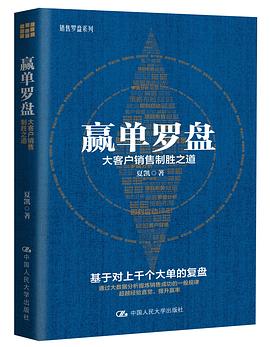 销售罗盘系列
赢单罗盘
大客户销售制胜之道
夏凯◎著
基于对上千个大单的复盘
通过大数据分析提炼销售成功的一般规律
超越经验直觉,提升赢率
中国人民大学出版社
赢单罗盘
大客户销售
制胜之道
夏凯◎著
中国人民大学出版社